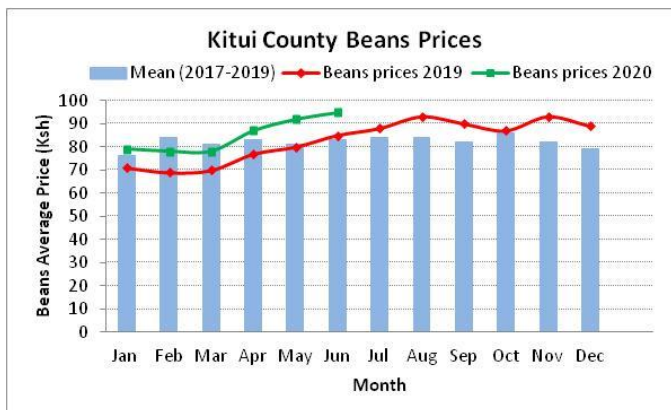 Kitui County Beans Prices
Mean (2017-2019) Beans prices 2019 Beans prices 2020
Beans Average Price (Ksh)
100
90
80
70
60
50
40
30
20
10
0
Jan Feb Mar Apr May Jun Jul Aug Sep Oct Nov Dec
Month